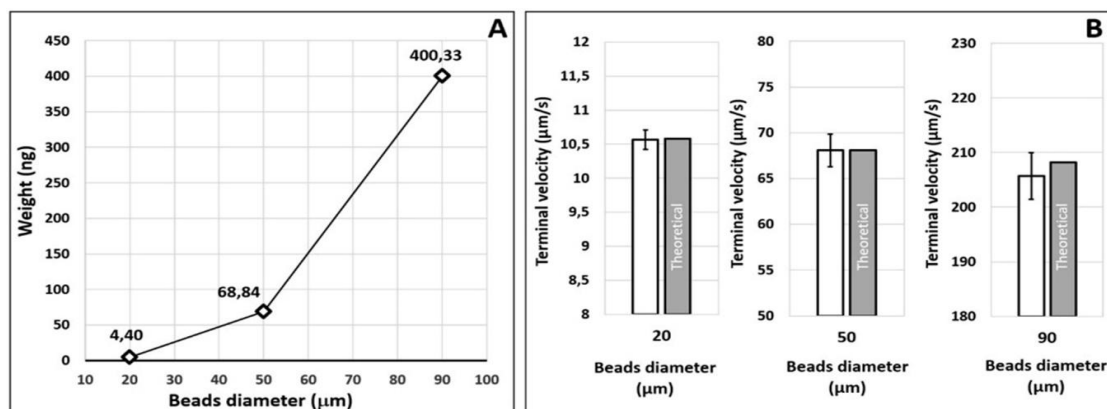 A
Weight (ng)
450
400
350
300
250
200
150
100
50
0
4,40
68,84
400,33
10 20 30 40 50 60 70 80 90 100
Beads diameter (μm)
B
Terminal velocity (μm/s)
12
11,5
11
10,5
10
9,5
9
8,5
8
Theoretical
20
Beads diameter
(μm)
Terminal velocity (μm/s)
80
75
70
65
60
55
50
Theoretical
50
Beads diameter
(μm)
Terminal velocity (μm/s)
230
220
210
200
190
180
Theoretical
90
Beads diameter
(μm)